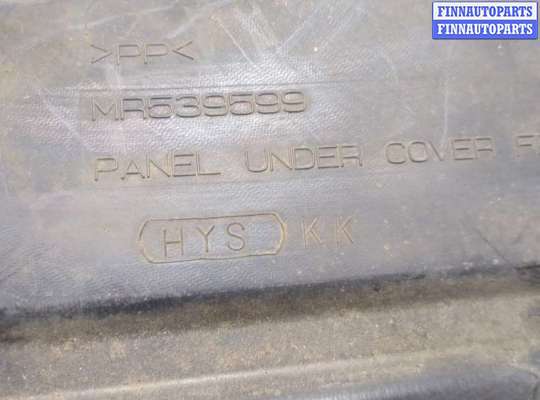 FINNAUTOPARTS
FINNAUTOPARTS
>PP<
MR539599
PANEL UNDER COVER
HYS KK